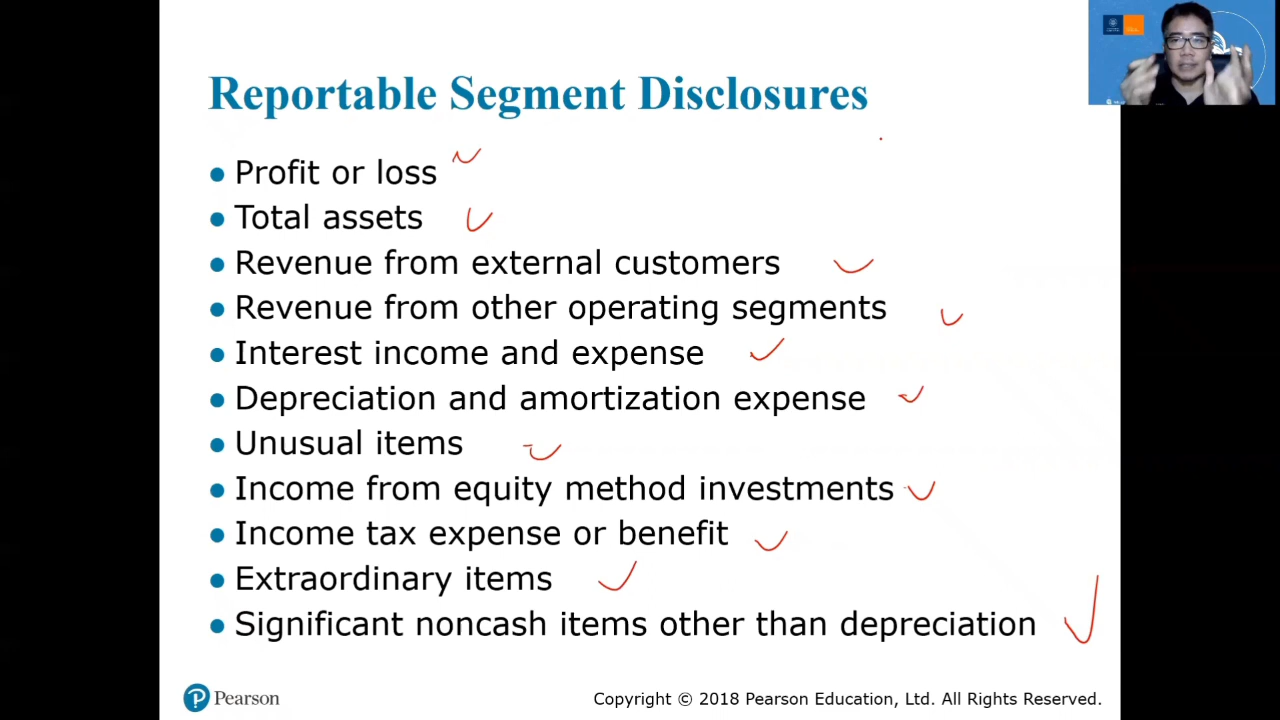 Reportable Segment Disclosures
● Profit or loss
● Total assets
● Revenue from external customers
● Revenue from other operating segments
● Interest income and expense
● Depreciation and amortization expense
● Unusual items
● Income from equity method investments
● Income tax expense or benefit
● Extraordinary items
● Significant noncash items other than depreciation
P Pearson
Copyright © 2018 Pearson Education, Ltd. All Rights Reserved.